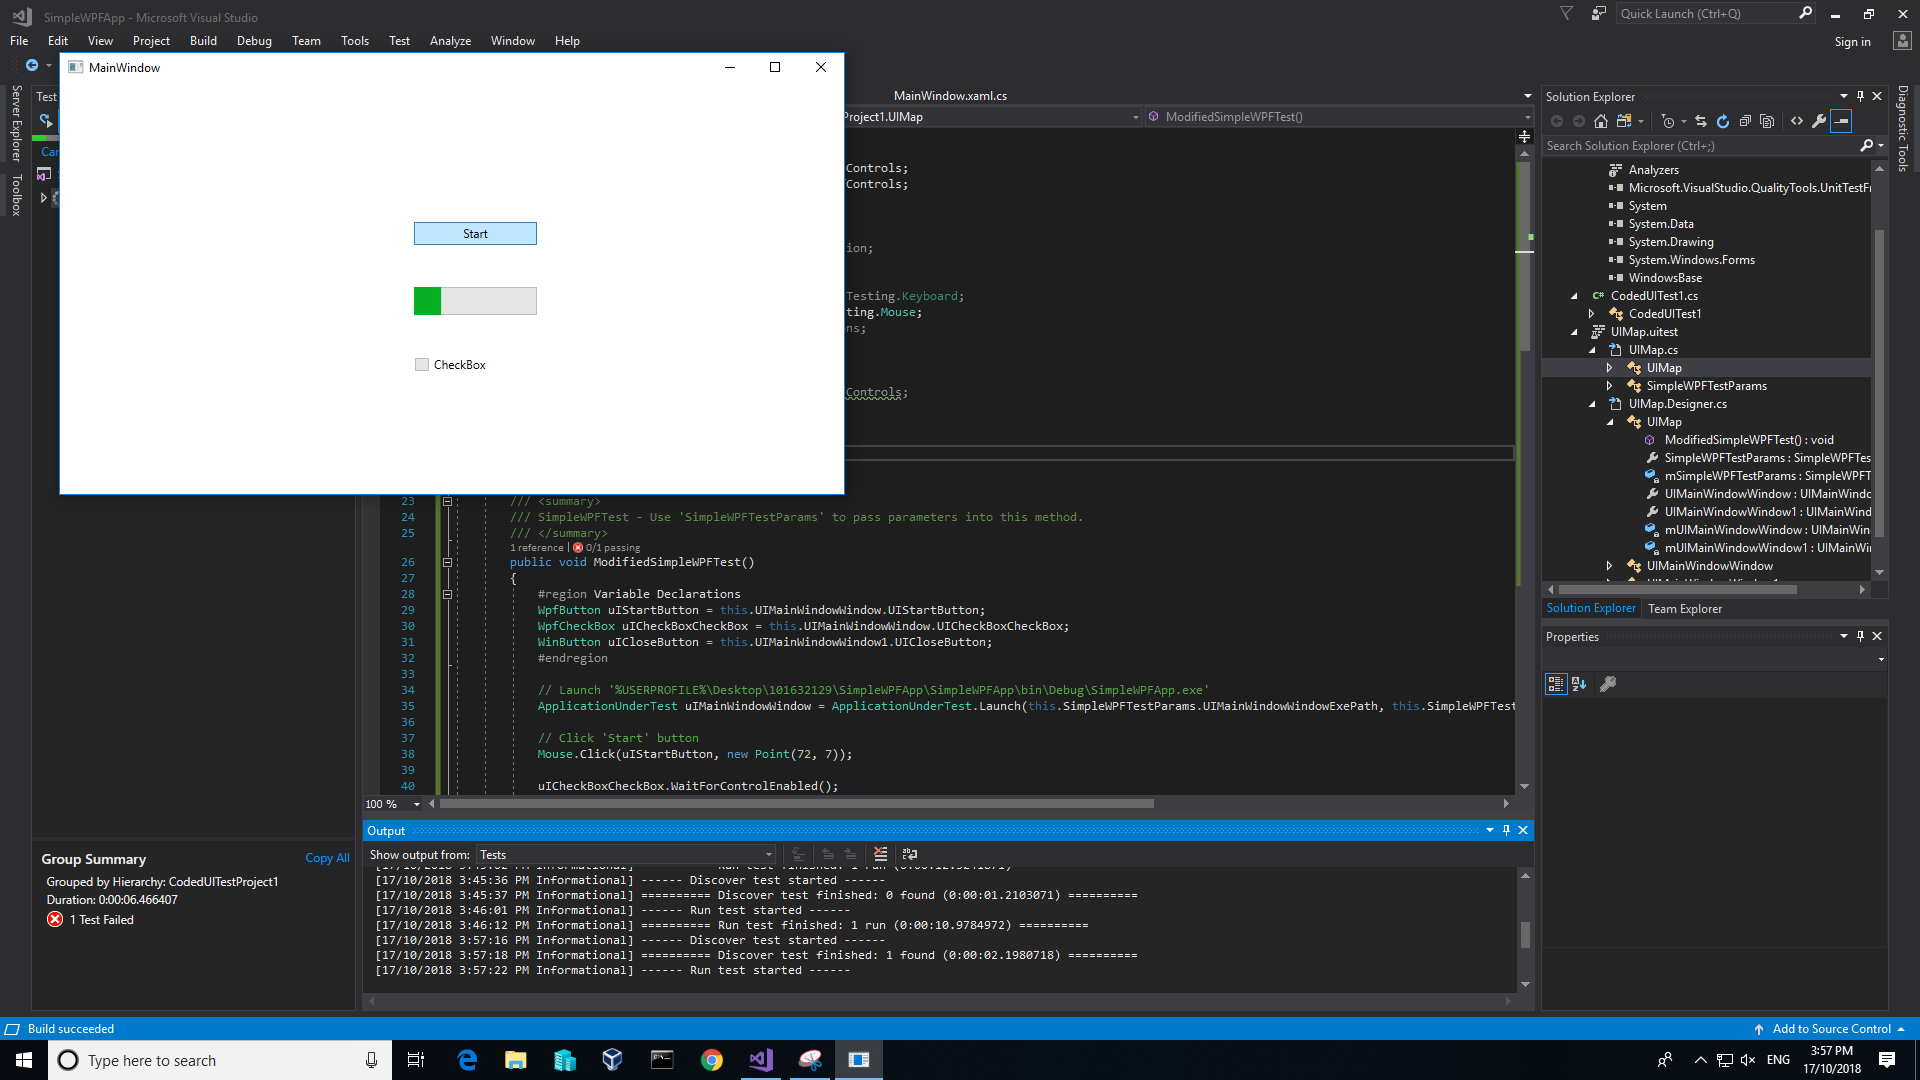 SimpleWPFApp - Microsoft Visual Studio
Quick Launch (Ctrl+Q)
File Edit View Project Build Debug Team Tools Test Analyze Window Help
Sign in
MainWindow
Start
CheckBox
Server Explorer
Toolbox
Test
MainWindow.xaml.cs
Project1.UIMap
ModifiedSimpleWPFTest()
Controls;
Controls;
ion;
Testing.Keyboard;
ting.Mouse;
ns;
Controls;
23 /// <summary>
24 /// SimpleWPFTest - Use 'SimpleWPFTestParams' to pass parameters into this method.
25 /// </summary>
1 reference | 0/1 passing
26 public void ModifiedSimpleWPFTest()
27 {
28 #region Variable Declarations
29 WpfButton uIStartButton = this.UIMainWindowWindow.UIStartButton;
30 WpfCheckBox uICheckBoxCheckBox = this.UIMainWindowWindow.UICheckBoxCheckBox;
31 WinButton uICloseButton = this.UIMainWindowWindow1.UICloseButton;
32 #endregion
33
34 // Launch '%USERPROFILE%\Desktop\101632129\SimpleWPFApp\SimpleWPFApp\bin\Debug\SimpleWPFApp.exe'
35 ApplicationUnderTest uIMainWindowWindow = ApplicationUnderTest.Launch(this.SimpleWPFTestParams.UIMainWindowWindowExePath, this.SimpleWPFTest
36
37 // Click 'Start' button
38 Mouse.Click(uIStartButton, new Point(72, 7));
39
40 uICheckBoxCheckBox.WaitForControlEnabled();
100 %
Output
Show output from: Tests
[17/10/2018 3:45:36 PM Informational] ------ Discover test started ------
[17/10/2018 3:45:37 PM Informational] ========== Discover test finished: 0 found (0:00:01.2103071) ==========
[17/10/2018 3:46:01 PM Informational] ------ Run test started ------
[17/10/2018 3:46:12 PM Informational] ========== Run test finished: 1 run (0:00:10.9784972) ==========
[17/10/2018 3:57:16 PM Informational] ------ Discover test started ------
[17/10/2018 3:57:18 PM Informational] ========== Discover test finished: 1 found (0:00:02.1980718) ==========
[17/10/2018 3:57:22 PM Informational] ------ Run test started ------
Group Summary
Copy All
Grouped by Hierarchy: CodedUITestProject1
Duration: 0:00:06.466407
1 Test Failed
Solution Explorer
Search Solution Explorer (Ctrl+;)
Analyzers
Microsoft.VisualStudio.QualityTools.UnitTestFr
System
System.Data
System.Drawing
System.Windows.Forms
WindowsBase
CodedUITest1.cs
CodedUITest1
UIMap.uitest
UIMap.cs
UIMap
SimpleWPFTestParams
UIMap.Designer.cs
UIMap
ModifiedSimpleWPFTest() : void
SimpleWPFTestParams : SimpleWPFTes
mSimpleWPFTestParams : SimpleWPFT
UIMainWindowWindow : UIMainWindo
UIMainWindowWindow1 : UIMainWind
mUIMainWindowWindow : UIMainWin
mUIMainWindowWindow1 : UIMainWi
UIMainWindowWindow
Solution Explorer Team Explorer
Properties
Diagnostic Tools
Build succeeded
Add to Source Control
Type here to search
ENG
3:57 PM
17/10/2018